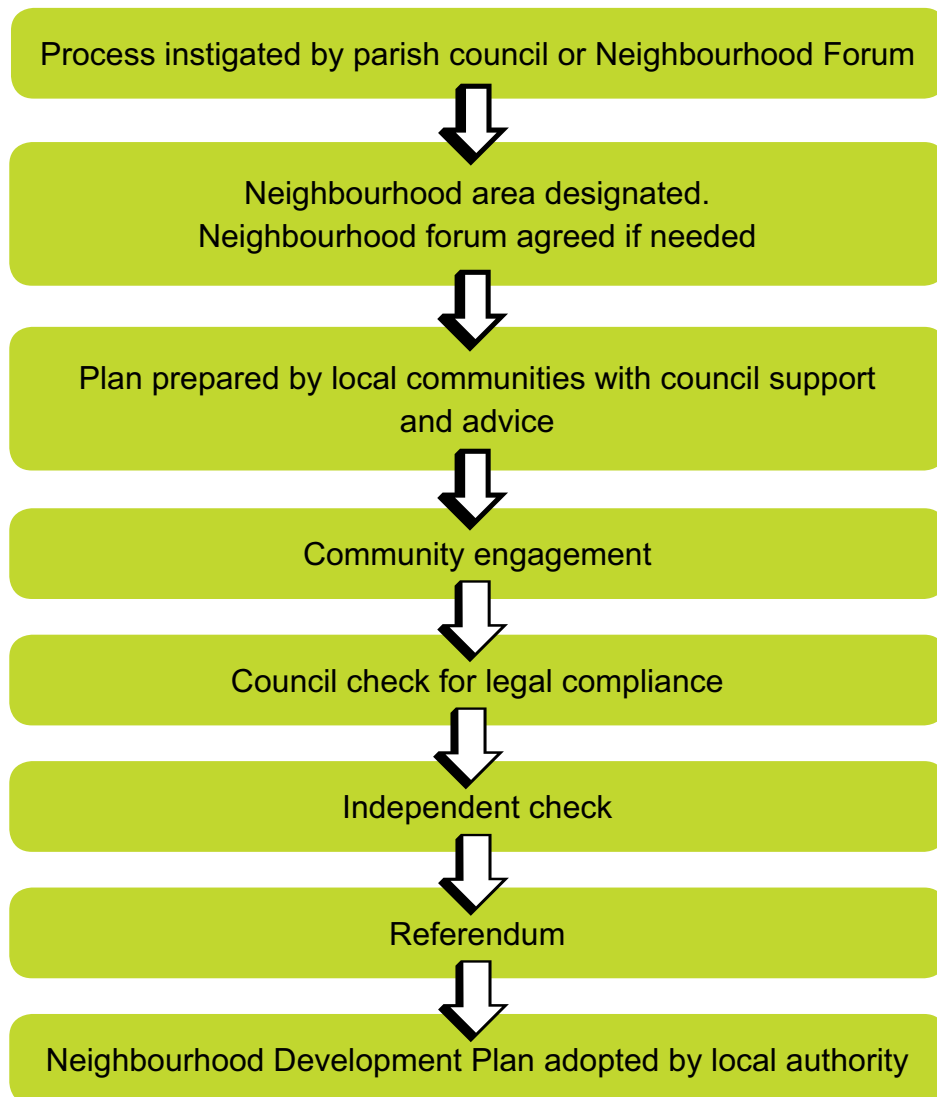 Process instigated by parish council or Neighbourhood Forum
Neighbourhood area designated.
Neighbourhood forum agreed if needed
Plan prepared by local communities with council support
and advice
Community engagement
Council check for legal compliance
Independent check
Referendum
Neighbourhood Development Plan adopted by local authority